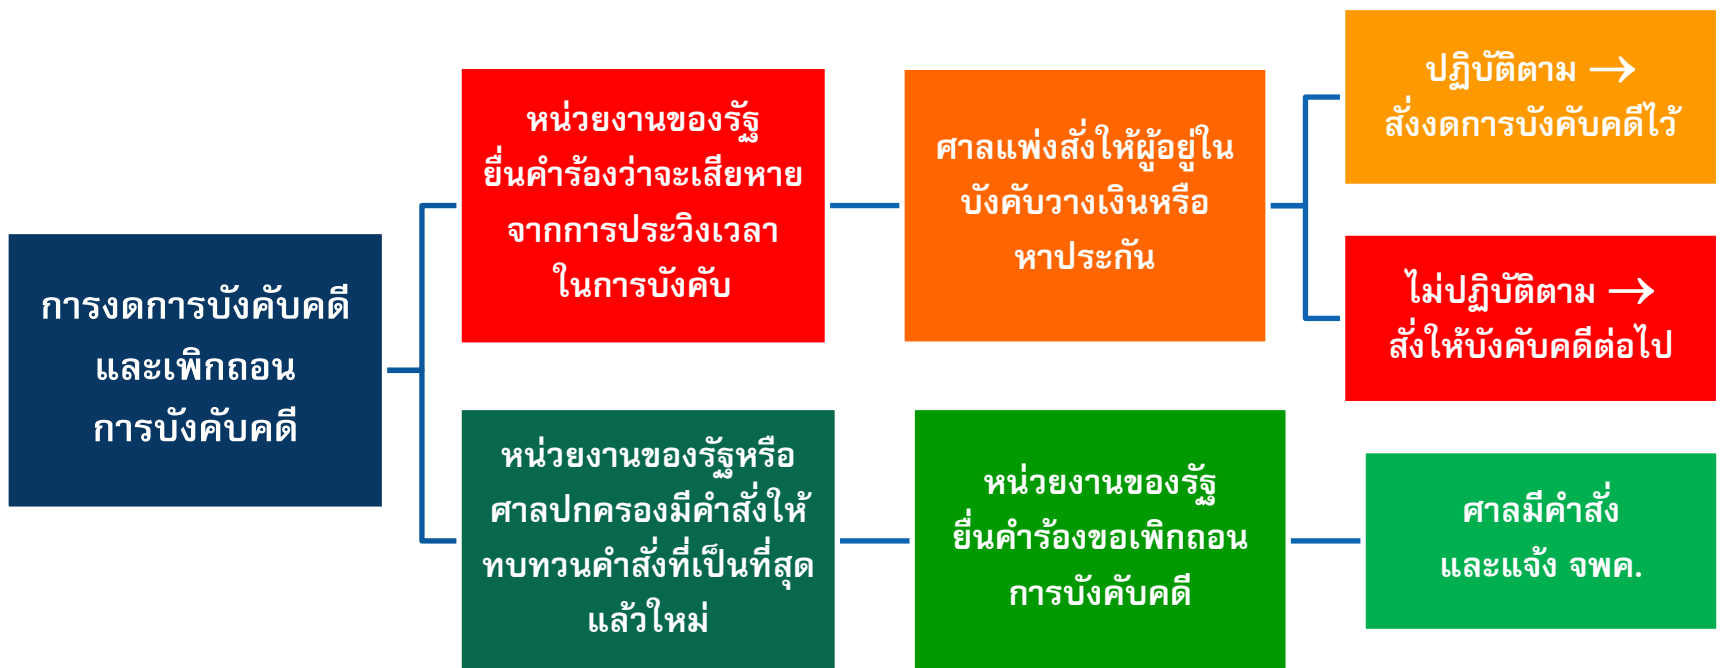 การงดการบังคับคดี
และเพิกถอน
การบังคับคดี
หน่วยงานของรัฐ
ยื่นคำร้องว่าจะเสียหาย
จากการประวิงเวลา
ในการบังคับ
ศาลแพ่งสั่งให้ผู้อยู่ใน
บังคับวางเงินหรือ
หาประกัน
ปฏิบัติตาม →
สั่งงดการบังคับคดีไว้
ไม่ปฏิบัติตาม →
สั่งให้บังคับคดีต่อไป
หน่วยงานของรัฐหรือ
ศาลปกครองมีคำสั่งให้
ทบทวนคำสั่งที่เป็นที่สุด
แล้วใหม่
หน่วยงานของรัฐ
ยื่นคำร้องขอเพิกถอน
การบังคับคดี
ศาลมีคำสั่ง
และแจ้ง จพค.